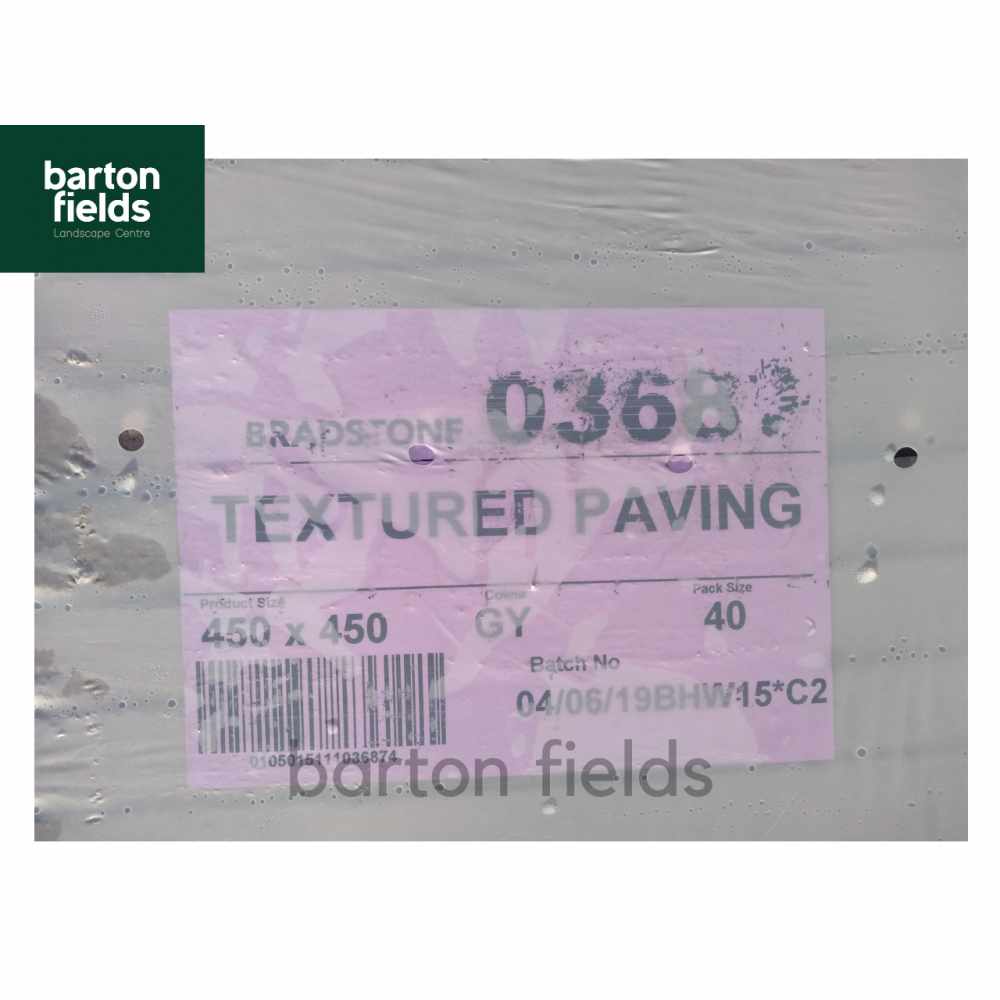 barton
fields
Landscape Centre
BRADSTONE 0368
TEXTURED PAVING
Product Size
Colour
Pack Size
450 x 450
GY
40
Batch No
04/06/19BHW15*C2
0105015111036874
barton fields